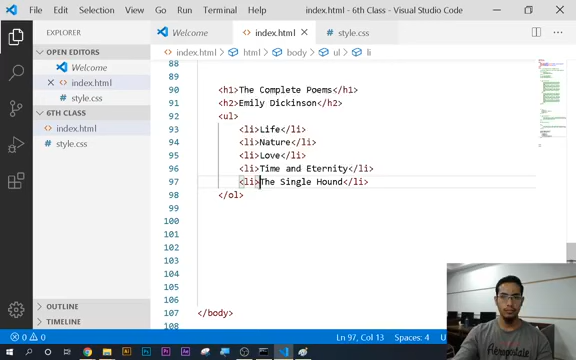 File Edit Selection View Go Run Terminal Help index.html - 6th Class - Visual Studio Code
EXPLORER
OPEN EDITORS
Welcome
index.html
style.css
6TH CLASS
index.html
style.css
OUTLINE
TIMELINE
Welcome index.html style.css
index.html html body ul li
88
89
90 <h1>The Complete Poems</h1>
91 <h2>Emily Dickinson</h2>
92 <ul>
93 <li>Life</li>
94 <li>Nature</li>
95 <li>Love</li>
96 <li>Time and Eternity</li>
97 <li>The Single Hound</li>
98 </ol>
99
100
101
102
103
104
105
106
107 </body>
108
0 0 Ln 97, Col 13 Spaces: 4